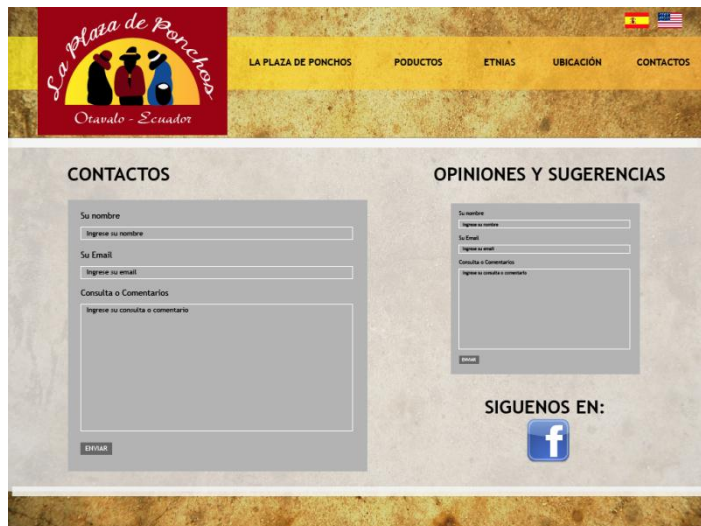 La Plaza de Ponchos
Otavalo - Ecuador
LA PLAZA DE PONCHOS PODUCTOS ETNIAS UBICACIÓN CONTACTOS
CONTACTOS
Su nombre
Ingrese su nombre
Su Email
Ingrese su email
Consulta o Comentarios
Ingrese su consulta o comentario
ENVIAR
OPINIONES Y SUGERENCIAS
Su nombre
Ingrese su nombre
Su Email
Ingrese su email
Consulta o Comentarios
Ingrese su consulta o comentario
ENVIAR
SIGUENOS EN:
f